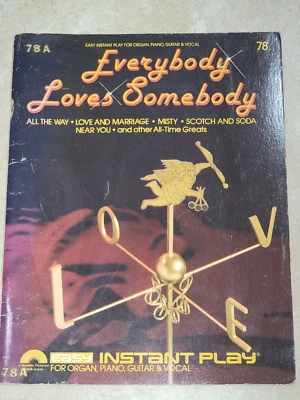 78A
EASY INSTANT PLAY FOR ORGAN, PIANO, GUITAR & VOCAL
78
Everybody
Loves Somebody
ALL THE WAY • LOVE AND MARRIAGE • MISTY • SCOTCH AND SODA
NEAR YOU • and other All-Time Greats
L O V E
78A
EASY INSTANT PLAY®
FOR ORGAN, PIANO, GUITAR & VOCAL